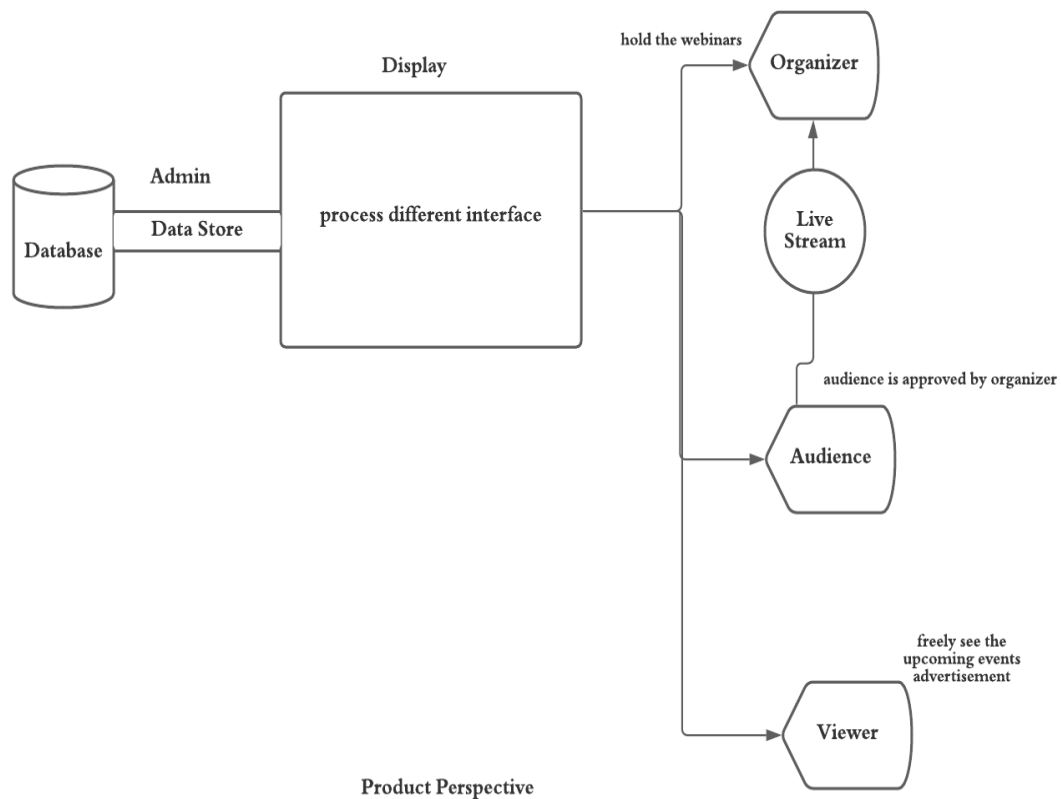 hold the webinars
Organizer
Display
Admin
Data Store
Database
process different interface
Live
Stream
audience is approved by organizer
Audience
freely see the
upcoming events
advertisement
Viewer
Product Perspective